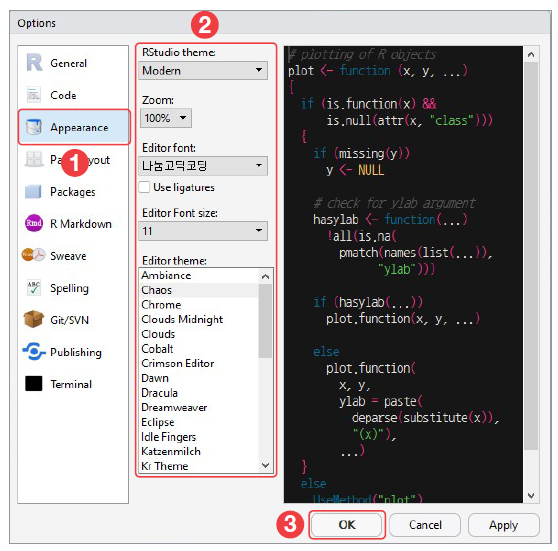 Options
General
Code
Appearance
1
Packages
R Markdown
Sweave
Spelling
Git/SVN
Publishing
Terminal
2
RStudio theme:
Modern
Zoom:
100%
Editor font:
나눔고딕코딩
Use ligatures
Editor Font size:
11
Editor theme:
Ambiance
Chaos
Chrome
Clouds Midnight
Clouds
Cobalt
Crimson Editor
Dawn
Dracula
Dreamweaver
Eclipse
Idle Fingers
Katzenmilch
Kr Theme
# plotting of R objects
plot <- function (x, y, ...)
{
if (is.function(x) &&
is.null(attr(x, "class")))
{
if (missing(y))
y <- NULL
# check for ylab argument
hasylab <- function(...)
!all(is.na(
pmatch(names(list(...)),
"ylab")))
if (hasylab(...))
plot.function(x, y, ...)
else
plot.function(
x, y,
ylab = paste(
deparse(substitute(x)),
"(x)"),
...)
}
else
UseMethod("plot")
3
OK
Cancel
Apply